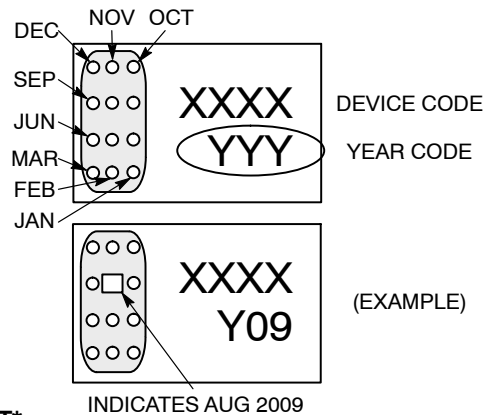 DEC NOV OCT
SEP
JUN
MAR
FEB
JAN
XXXX DEVICE CODE
YYY YEAR CODE
XXXX
Y09
(EXAMPLE)
INDICATES AUG 2009